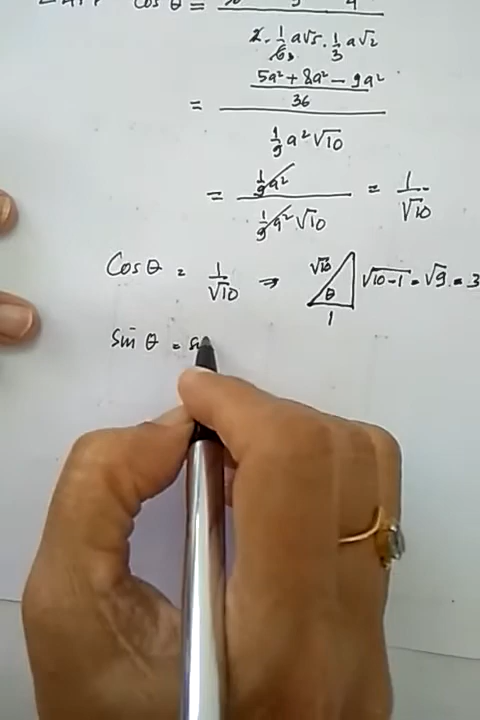 Cos θ =
2 · 1/6 a√5 · 1/3 a√2
= (5a² + 8a² − 9a²)/36
1/9 a² √10
= (1/9 a²)/(1/9 a² √10) = 1/√10
Cos θ = 1/√10 ⇒ √10 θ 1 √10-1 = √9 = 3
Sin θ =